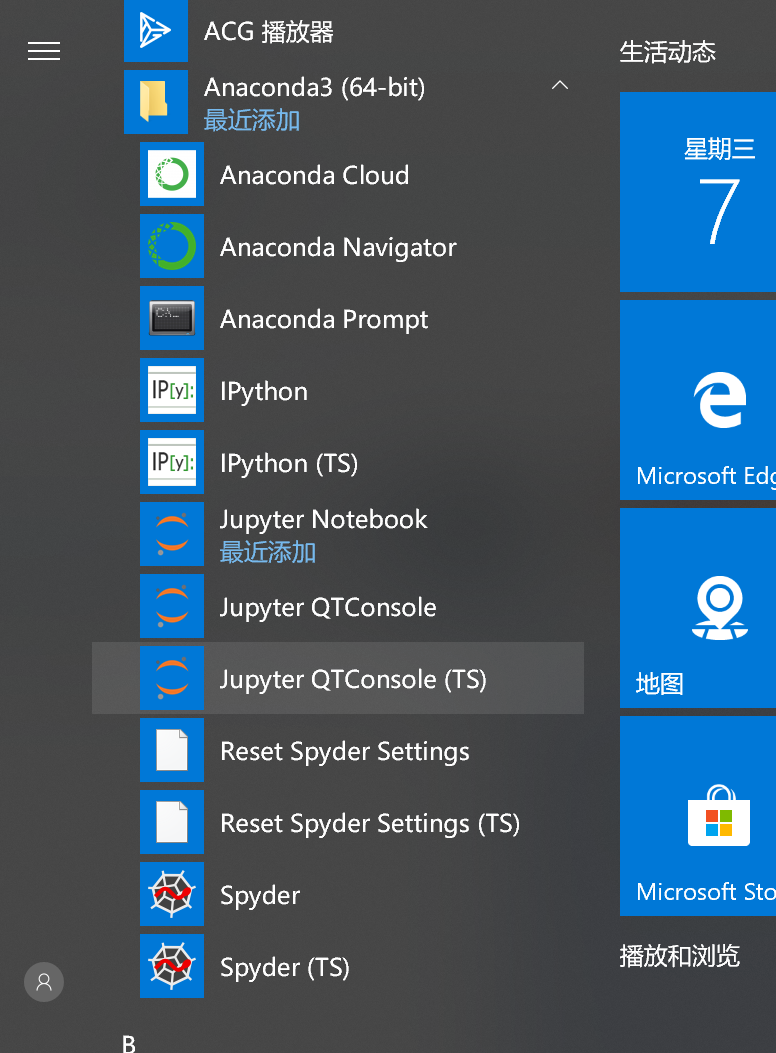 ACG 播放器
Anaconda3 (64-bit)
最近添加
Anaconda Cloud
Anaconda Navigator
C:\_
Anaconda Prompt
IP[y]:
IPython
IP[y]:
IPython (TS)
Jupyter Notebook
最近添加
Jupyter QTConsole
Jupyter QTConsole (TS)
Reset Spyder Settings
Reset Spyder Settings (TS)
Spyder
Spyder (TS)
B
生活动态
星期三
7
Microsoft Edg
地图
Microsoft Sto
播放和浏览